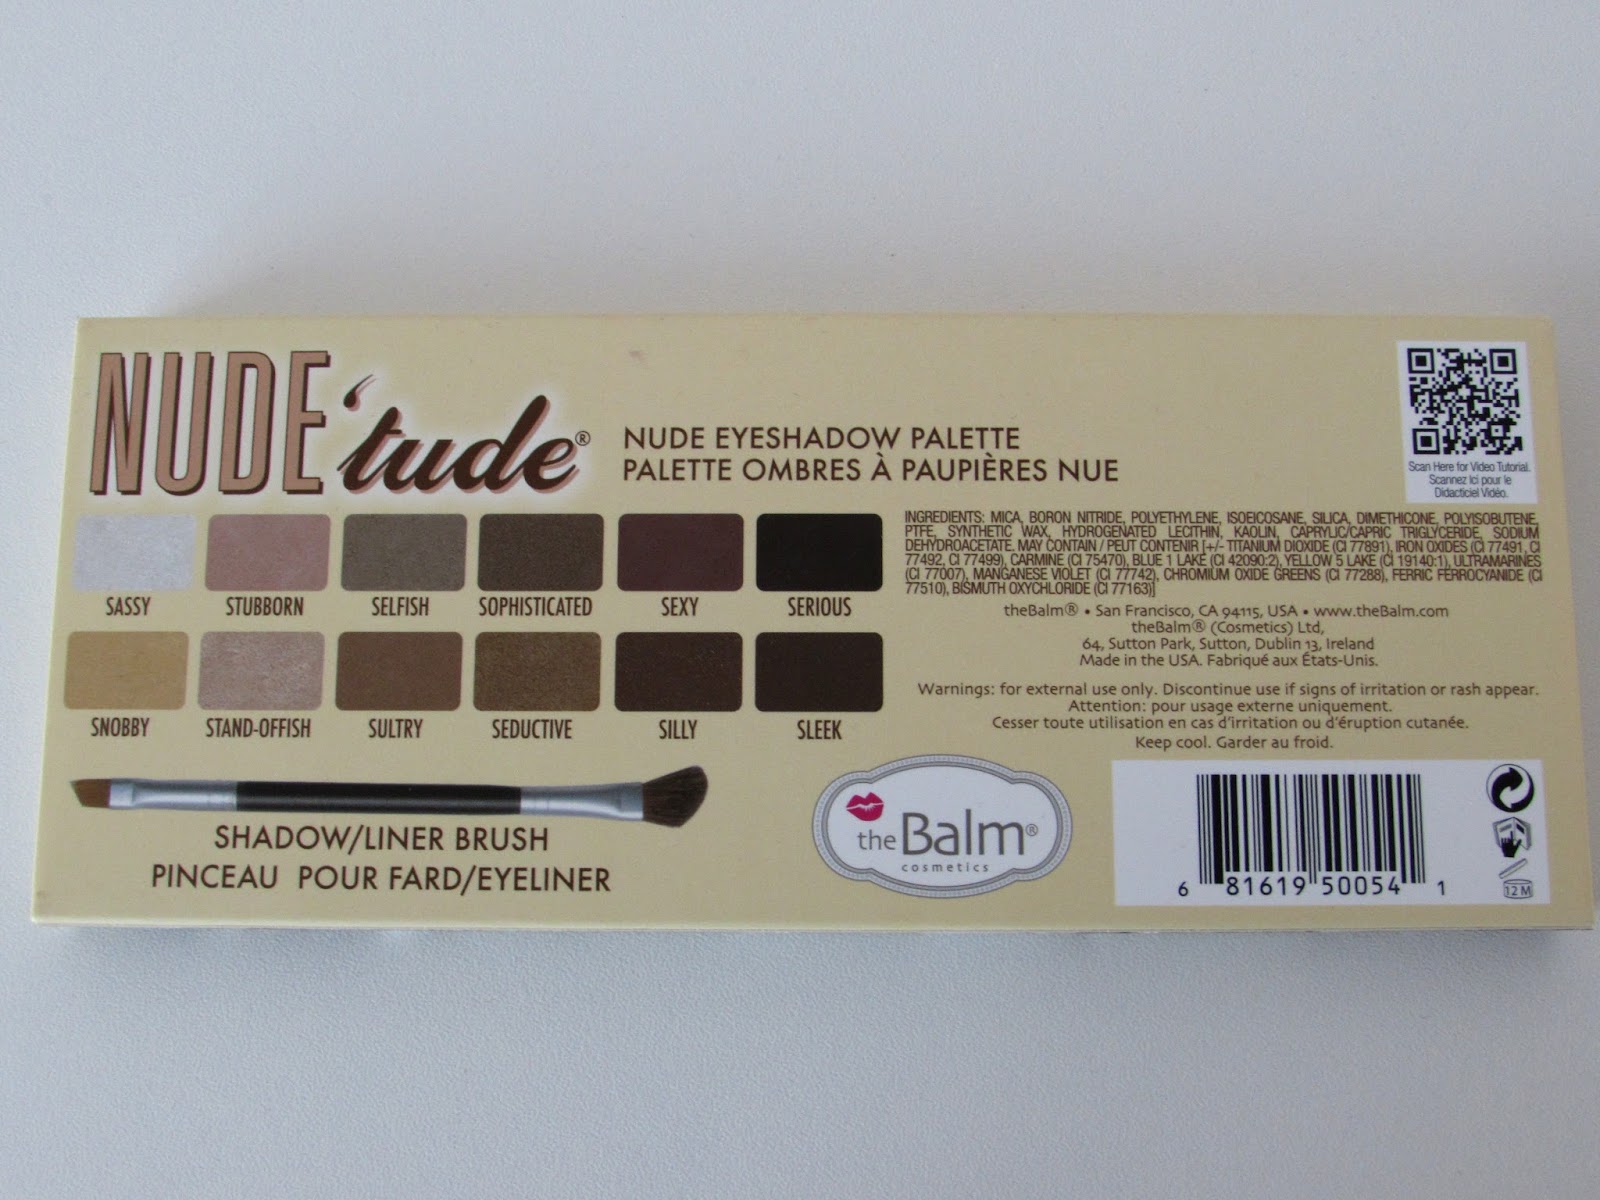 NUDE 'tude®
NUDE EYESHADOW PALETTE
PALETTE OMBRES À PAUPIÈRES NUE
Scan Here for Video Tutorial.
Scannez Ici pour le
Didacticiel Vidéo.
SASSY STUBBORN SELFISH SOPHISTICATED SEXY SERIOUS
SNOBBY STAND-OFFISH SULTRY SEDUCTIVE SILLY SLEEK
SHADOW/LINER BRUSH
PINCEAU POUR FARD/EYELINER
INGREDIENTS: MICA, BORON NITRIDE, POLYETHYLENE, ISOEICOSANE, SILICA, DIMETHICONE, POLYISOBUTENE,
PTFE, SYNTHETIC WAX, HYDROGENATED LECITHIN, KAOLIN, CAPRYLIC/CAPRIC TRIGLYCERIDE, SODIUM
DEHYDROACETATE. MAY CONTAIN / PEUT CONTENIR [+/- TITANIUM DIOXIDE (CI 77891), IRON OXIDES (CI 77491, CI
77492, CI 77499), CARMINE (CI 75470), BLUE 1 LAKE (CI 42090:2), YELLOW 5 LAKE (CI 19140:1), ULTRAMARINES
(CI 77007), MANGANESE VIOLET (CI 77742), CHROMIUM OXIDE GREENS (CI 77288), FERRIC FERROCYANIDE (CI
77510), BISMUTH OXYCHLORIDE (CI 77163)]
theBalm® • San Francisco, CA 94115, USA • www.theBalm.com
theBalm® (Cosmetics) Ltd,
64, Sutton Park, Sutton, Dublin 13, Ireland
Made in the USA. Fabriqué aux États-Unis.
Warnings: for external use only. Discontinue use if signs of irritation or rash appear.
Attention: pour usage externe uniquement.
Cesser toute utilisation en cas d'irritation ou d'éruption cutanée.
Keep cool. Garder au froid.
the Balm®
cosmetics
6 81619 50054 1
12 M